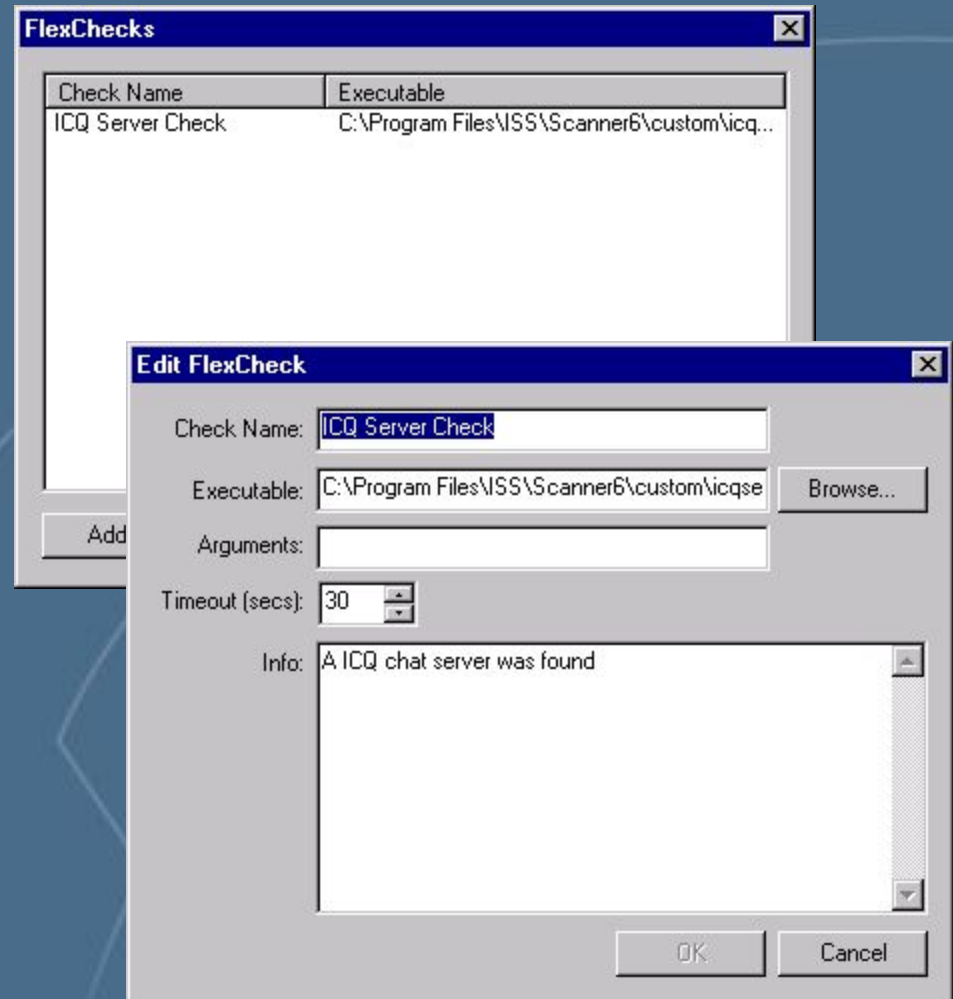 FlexChecks
Check Name Executable
ICQ Server Check C:\Program Files\ISS\Scanner6\custom\icq...
Add
Edit FlexCheck
Check Name: ICQ Server Check
Executable: C:\Program Files\ISS\Scanner6\custom\icqse Browse...
Arguments:
Timeout (secs): 30
Info: A ICQ chat server was found
OK Cancel